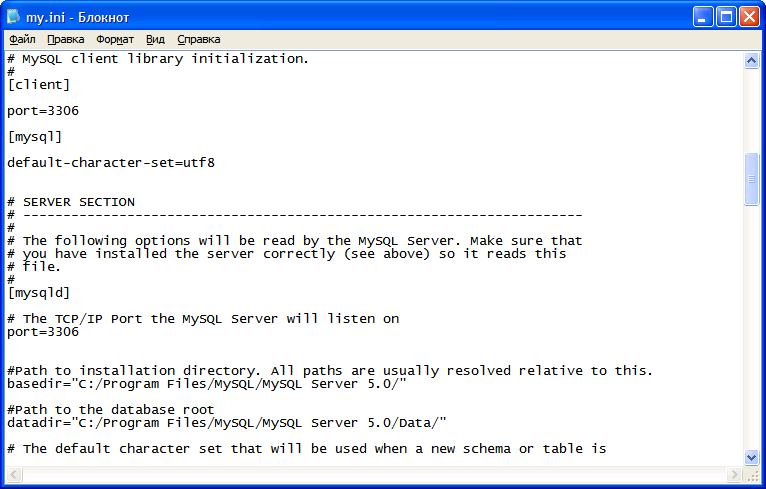 my.ini - Блокнот
Файл Правка Формат Вид Справка
# MySQL client library initialization.
#
[client]
port=3306
[mysql]
default-character-set=utf8
# SERVER SECTION
# ----------------------------------------------------------------------
#
# The following options will be read by the MySQL Server. Make sure that
# you have installed the server correctly (see above) so it reads this
# file.
#
[mysqld]
# The TCP/IP Port the MySQL Server will listen on
port=3306
#Path to installation directory. All paths are usually resolved relative to this.
basedir="C:/Program Files/MySQL/MySQL Server 5.0/"
#Path to the database root
datadir="C:/Program Files/MySQL/MySQL Server 5.0/Data/"
# The default character set that will be used when a new schema or table is